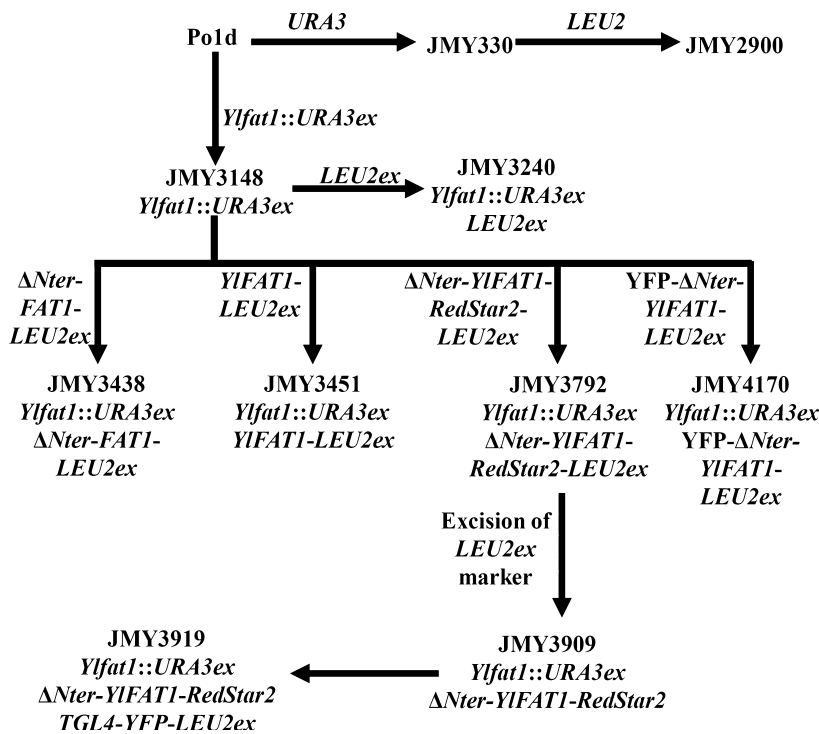 Po1d
URA3
JMY330
LEU2
JMY2900
Ylfat1::URA3ex
JMY3148
Ylfat1::URA3ex
LEU2ex
JMY3240
Ylfat1::URA3ex
LEU2ex
ΔNter-
FAT1-
LEU2ex
YlFAT1-
LEU2ex
ΔNter-YlFAT1-
RedStar2-
LEU2ex
YFP-ΔNter-
YlFAT1-
LEU2ex
JMY3438
Ylfat1::URA3ex
ΔNter-FAT1-
LEU2ex
JMY3451
Ylfat1::URA3ex
YlFAT1-LEU2ex
JMY3792
Ylfat1::URA3ex
ΔNter-YlFAT1-
RedStar2-LEU2ex
JMY4170
Ylfat1::URA3ex
YFP-ΔNter-
YlFAT1-
LEU2ex
Excision of
LEU2ex
marker
JMY3919
Ylfat1::URA3ex
ΔNter-YlFAT1-RedStar2
TGL4-YFP-LEU2ex
JMY3909
Ylfat1::URA3ex
ΔNter-YlFAT1-RedStar2